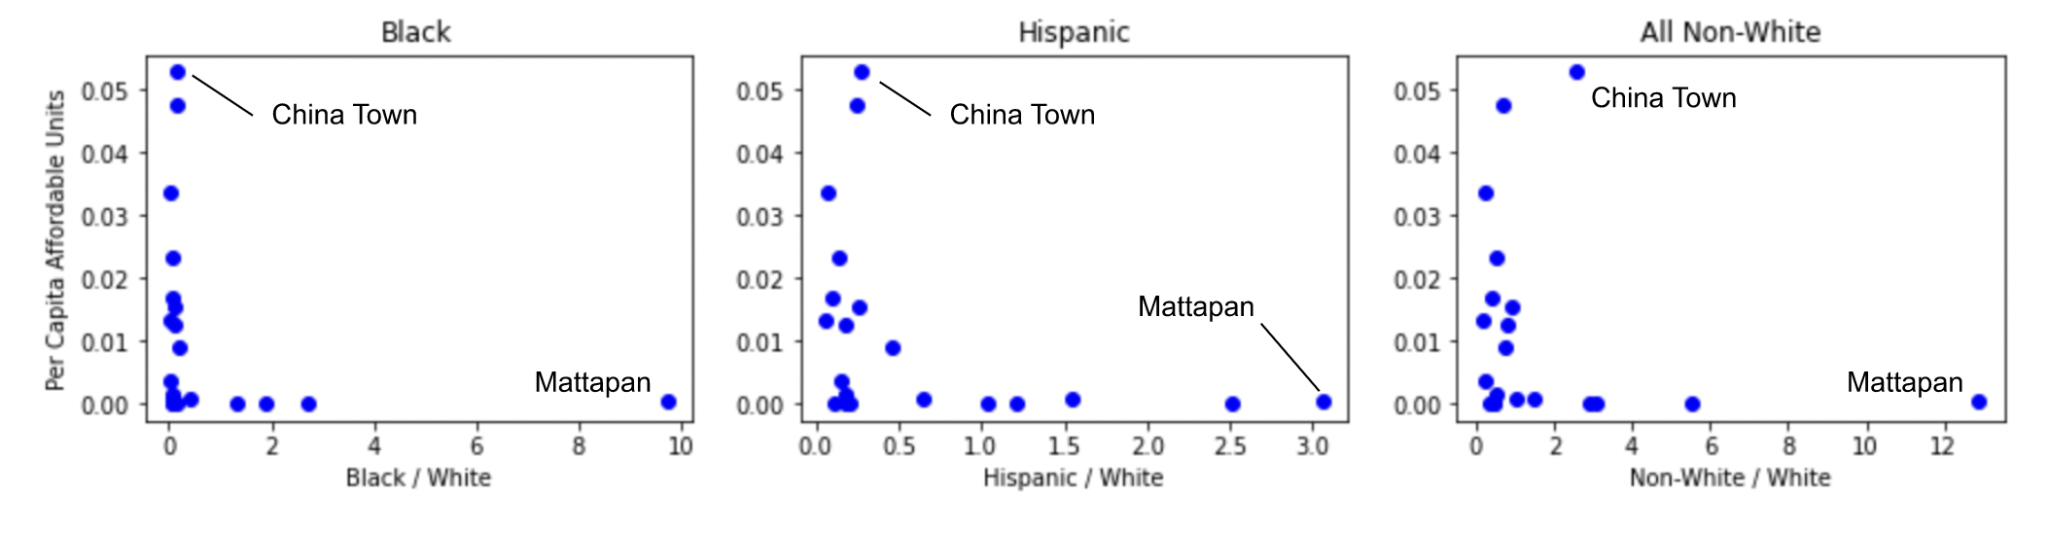 Black
Hispanic
All Non-White
Per Capita Affordable Units
0.05
0.04
0.03
0.02
0.01
0.00
China Town
Mattapan
0 2 4 6 8 10
Black / White
0.05
0.04
0.03
0.02
0.01
0.00
China Town
Mattapan
0.0 0.5 1.0 1.5 2.0 2.5 3.0
Hispanic / White
0.05
0.04
0.03
0.02
0.01
0.00
China Town
Mattapan
0 2 4 6 8 10 12
Non-White / White